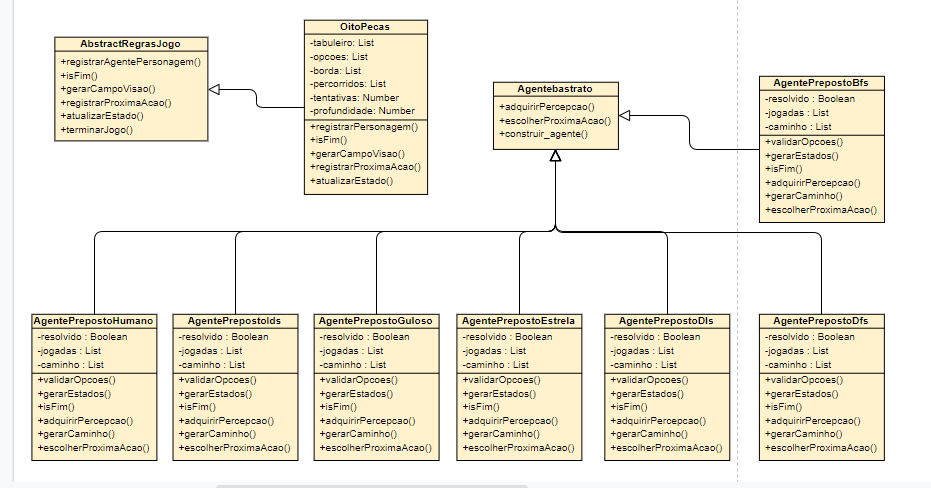 AbstractRegrasJogo
+registrarAgentePersonagem()
+isFim()
+gerarCampoVisao()
+registrarProximaAcao()
+atualizarEstado()
+terminarJogo()
OitoPecas
-tabuleiro: List
-opcoes: List
-borda: List
-percorridos: List
-tentativas: Number
-profundidade: Number
+registrarPersonagem()
+isFim()
+gerarCampoVisao()
+registrarProximaAcao()
+atualizarEstado()
Agentebastrato
+adquirirPercepcao()
+escolherProximaAcao()
+construir_agente()
AgentePrepostoBfs
-resolvido : Boolean
-jogadas : List
-caminho : List
+validarOpcoes()
+gerarEstados()
+isFim()
+adquirirPercepcao()
+gerarCaminho()
+escolherProximaAcao()
AgentePrepostoHumano
-resolvido : Boolean
-jogadas : List
-caminho : List
+validarOpcoes()
+gerarEstados()
+isFim()
+adquirirPercepcao()
+gerarCaminho()
+escolherProximaAcao()
AgentePrepostoIds
-resolvido : Boolean
-jogadas : List
-caminho : List
+validarOpcoes()
+gerarEstados()
+isFim()
+adquirirPercepcao()
+gerarCaminho()
+escolherProximaAcao()
AgentePrepostoGuloso
-resolvido : Boolean
-jogadas : List
-caminho : List
+validarOpcoes()
+gerarEstados()
+isFim()
+adquirirPercepcao()
+gerarCaminho()
+escolherProximaAcao()
AgentePrepostoEstrela
-resolvido : Boolean
-jogadas : List
-caminho : List
+validarOpcoes()
+gerarEstados()
+isFim()
+adquirirPercepcao()
+gerarCaminho()
+escolherProximaAcao()
AgentePrepostoDls
-resolvido : Boolean
-jogadas : List
-caminho : List
+validarOpcoes()
+gerarEstados()
+isFim()
+adquirirPercepcao()
+gerarCaminho()
+escolherProximaAcao()
AgentePrepostoDfs
-resolvido : Boolean
-jogadas : List
-caminho : List
+validarOpcoes()
+gerarEstados()
+isFim()
+adquirirPercepcao()
+gerarCaminho()
+escolherProximaAcao()